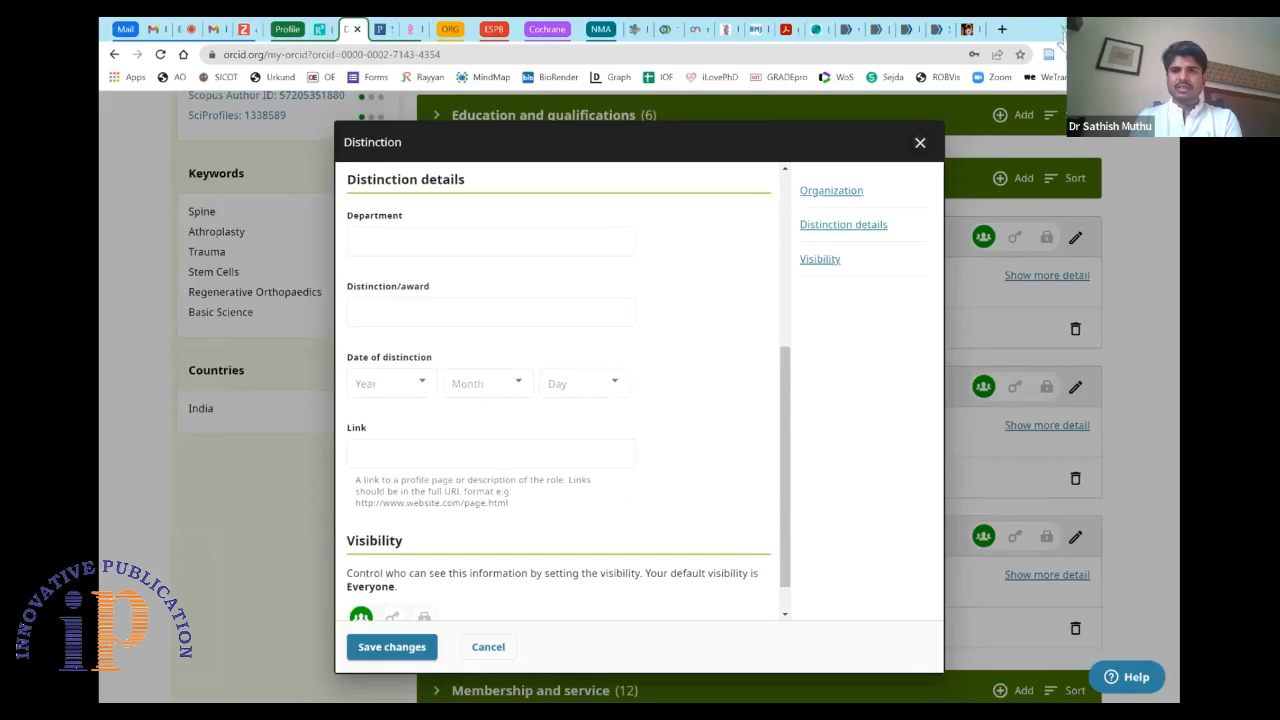 Mail
Profile
ORG
ESPB
Cochrane
NMA
BMJ
orcid.org/my-orcid?orcid=0000-0002-7143-4354
Apps
AO
SICOT
Urkund
OE
Forms
Rayyan
MindMap
BioRender
Graph
IOF
iLovePhD
GRADEpro
WoS
Sejda
ROBVis
Zoom
WeTran
Dr Sathish Muthu
Scopus Author ID: 57205351880
SciProfiles: 1338589
Education and qualifications (6)
Add
Add
Sort
Distinction
Keywords
Spine
Athroplasty
Trauma
Stem Cells
Regenerative Orthopaedics
Basic Science
Countries
India
Distinction details
Department
Distinction/award
Date of distinction
Year
Month
Day
Link
A link to a profile page or description of the role. Links
should be in the full URL format e.g.
http://www.website.com/page.html
Visibility
Control who can see this information by setting the visibility. Your default visibility is
Everyone.
Save changes
Cancel
Organization
Distinction details
Visibility
Show more detail
Show more detail
Show more detail
Membership and service (12)
Add
Sort
Help
INNOVATIVE PUBLICATION
iP